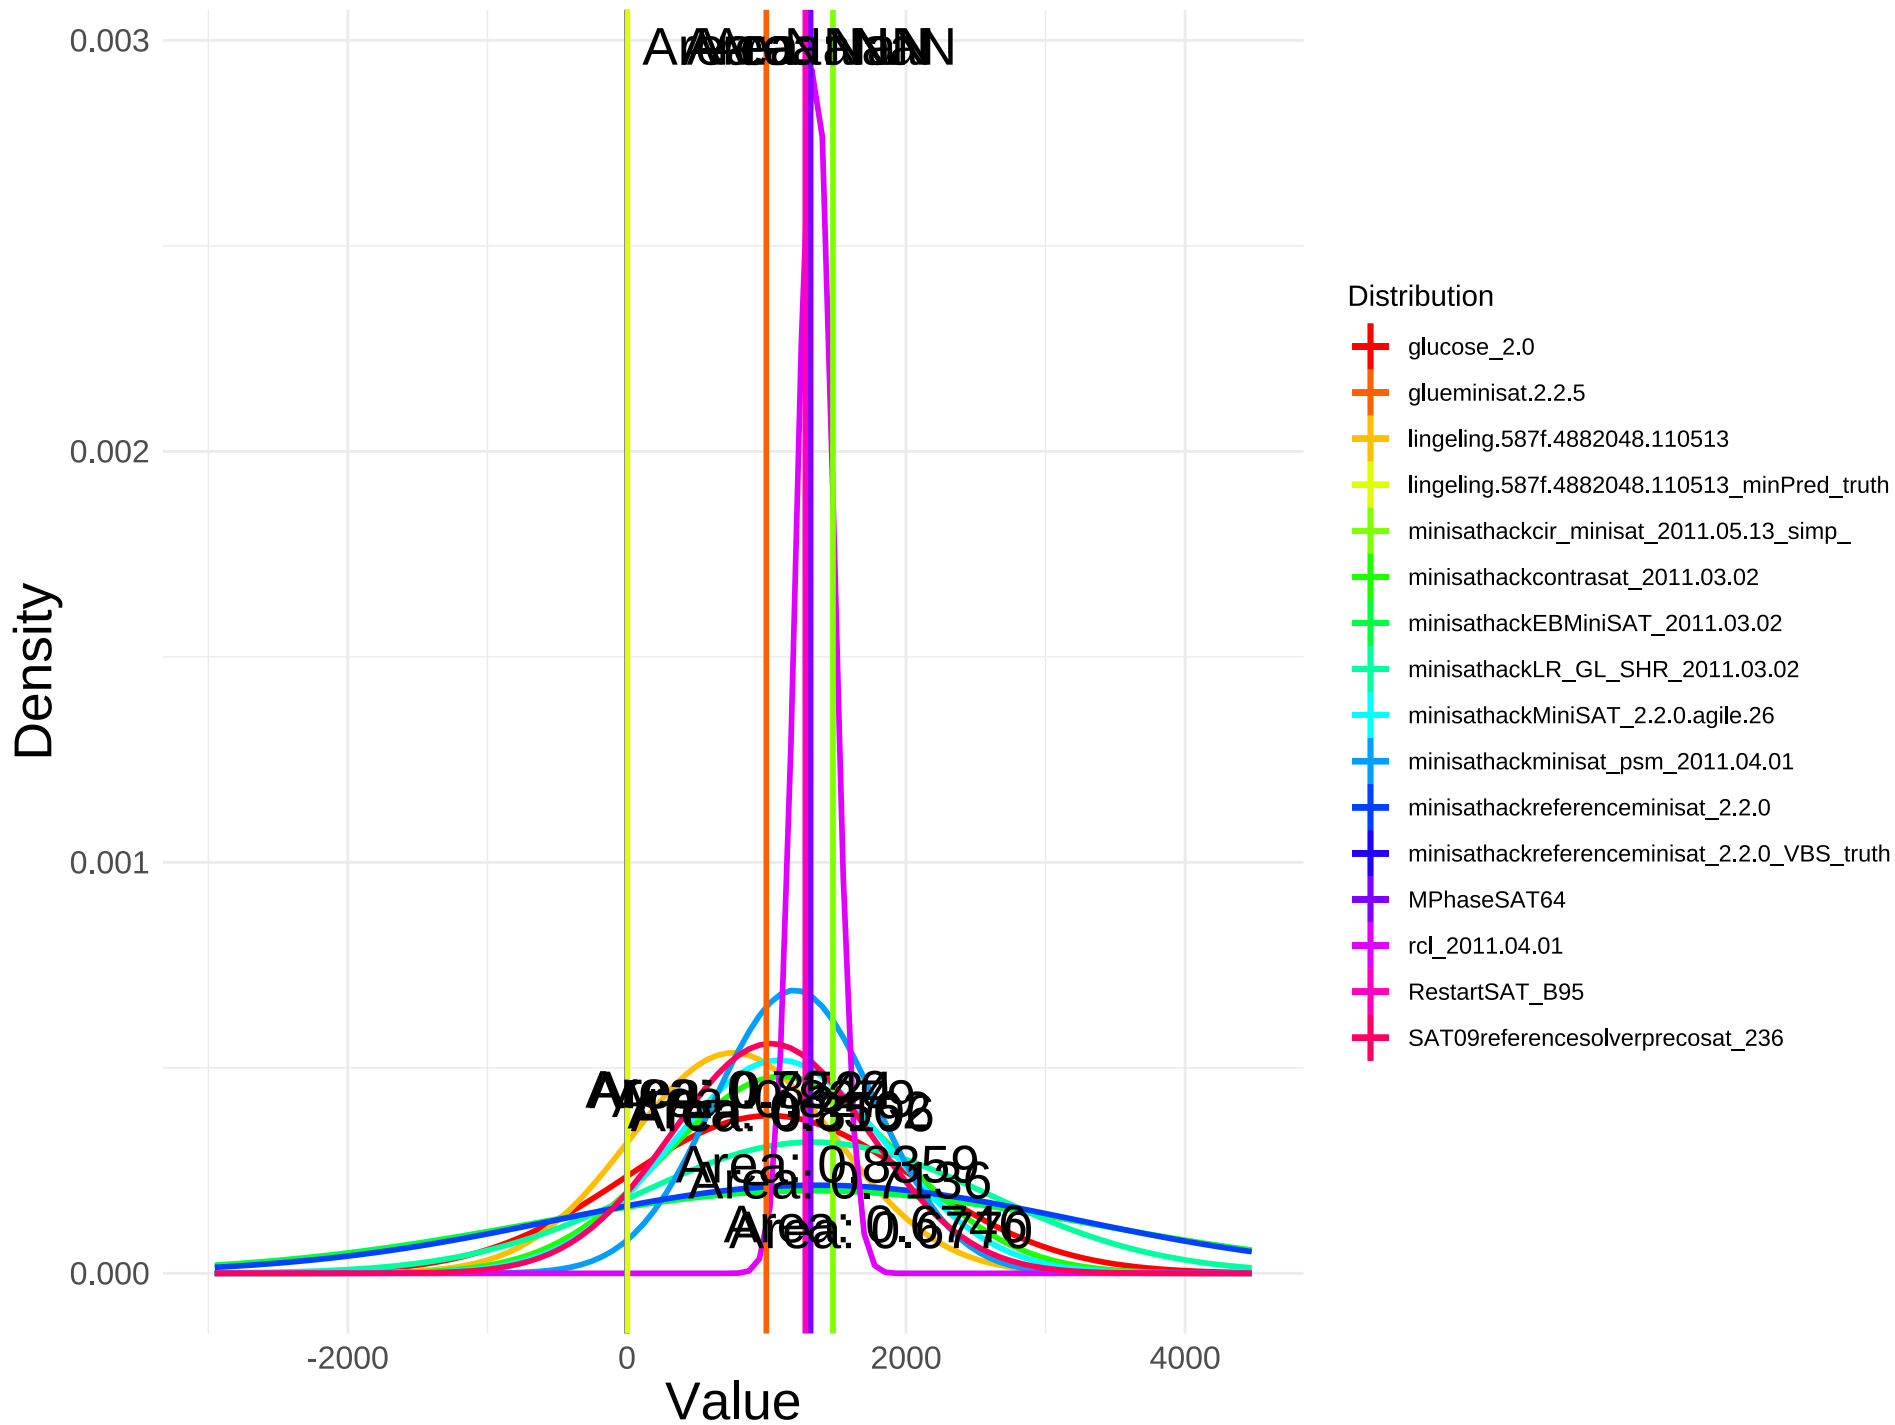 0.003
0.002
0.001
0.000
Density
-2000
0
2000
4000
Value
Area: 0.8359
Area: 0.7136
Area: 0.6770
Distribution
glucose_2.0
glueminisat.2.2.5
lingeling.587f.4882048.110513
lingeling.587f.4882048.110513_minPred_truth
minisathackcir_minisat_2011.05.13_simp_
minisathackcontrasat_2011.03.02
minisathackEBMiniSAT_2011.03.02
minisathackLR_GL_SHR_2011.03.02
minisathackMiniSAT_2.2.0.agile.26
minisathackminisat_psm_2011.04.01
minisathackreferenceminisat_2.2.0
minisathackreferenceminisat_2.2.0_VBS_truth
MPhaseSAT64
rcl_2011.04.01
RestartSAT_B95
SAT09referencesolverprecosat_236